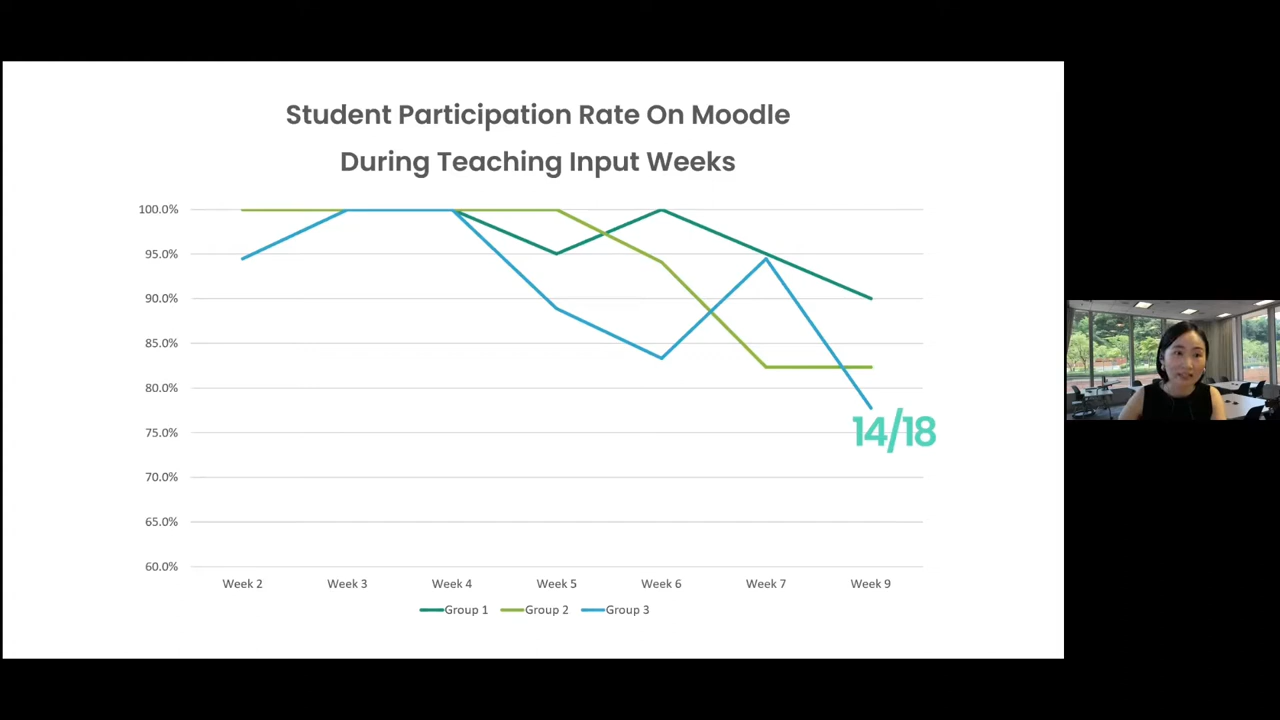 Student Participation Rate On Moodle
During Teaching Input Weeks
100.0%
95.0%
90.0%
85.0%
80.0%
75.0%
70.0%
65.0%
60.0%
14/18
Week 2 Week 3 Week 4 Week 5 Week 6 Week 7 Week 9
Group 1 Group 2 Group 3